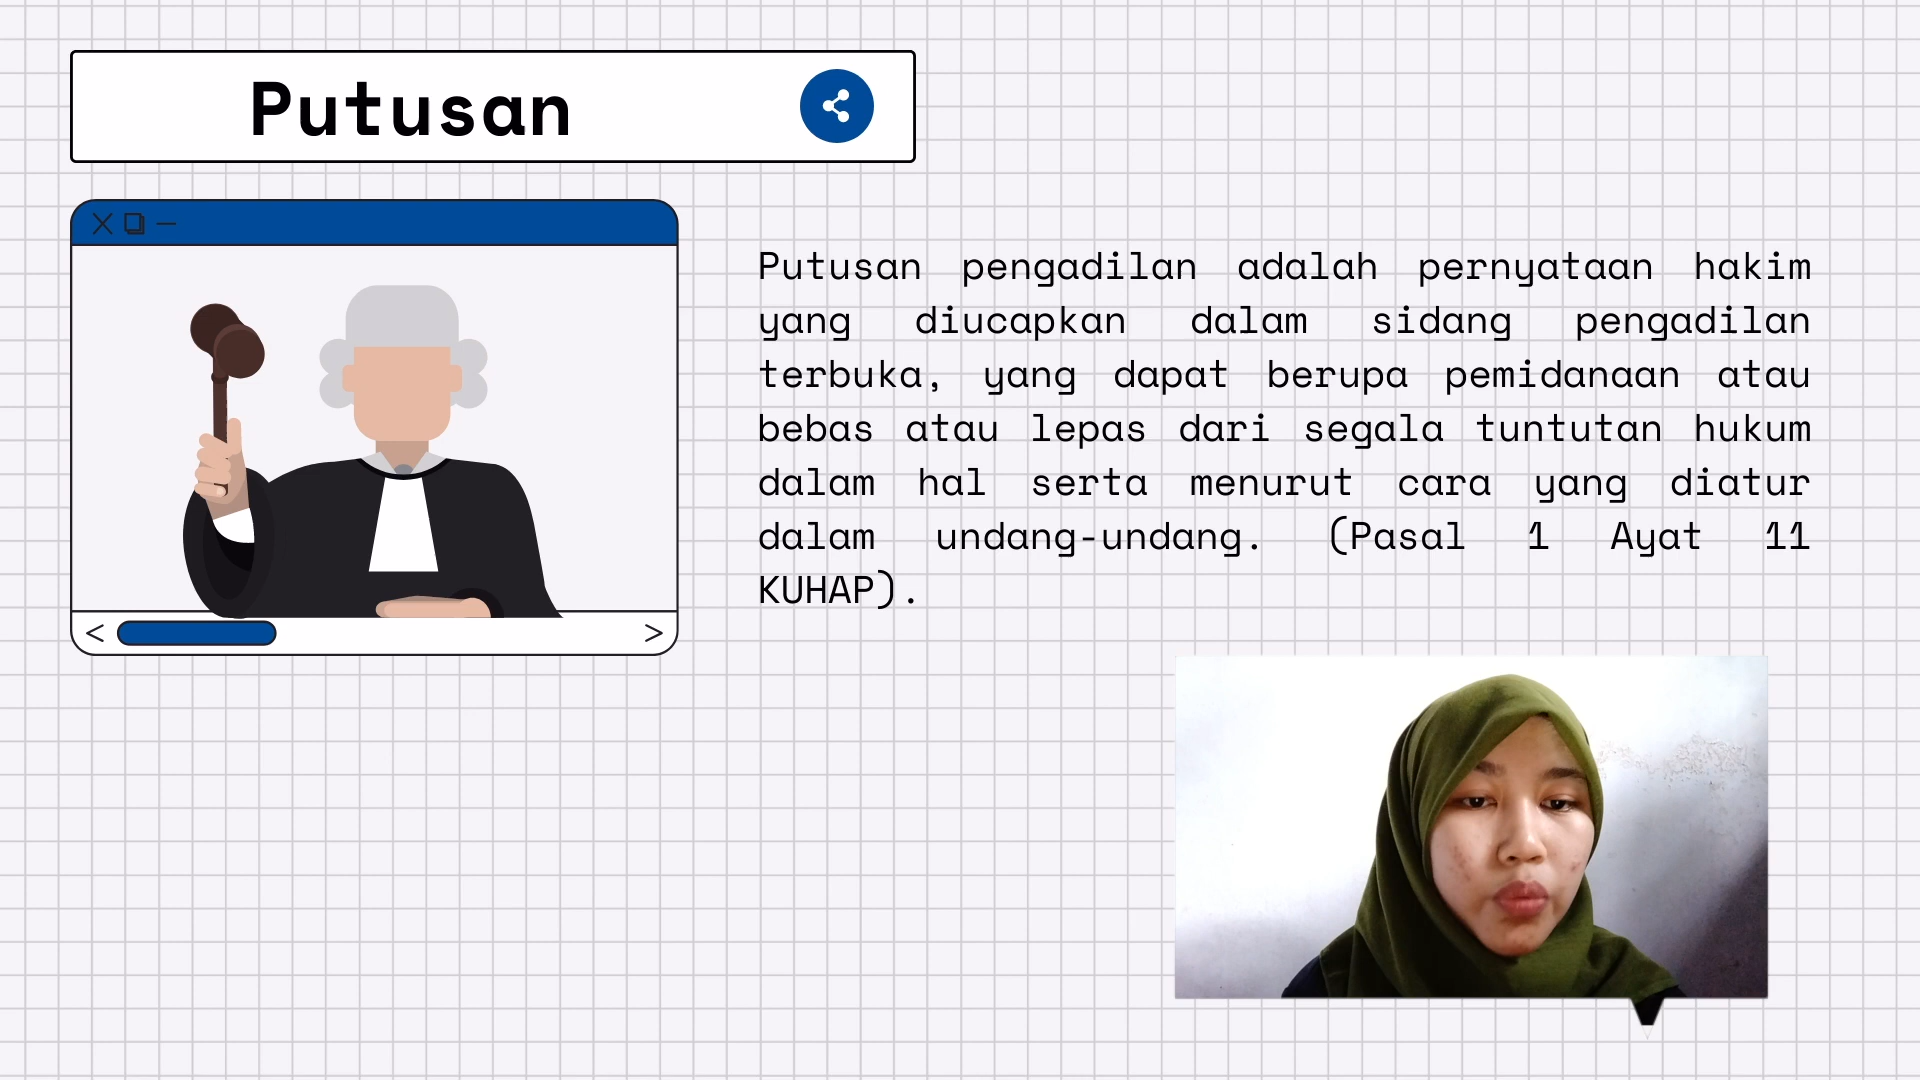 Putusan
Putusan pengadilan adalah pernyataan hakim
yang diucapkan dalam sidang pengadilan
terbuka, yang dapat berupa pemidanaan atau
bebas atau lepas dari segala tuntutan hukum
dalam hal serta menurut cara yang diatur
dalam undang-undang. (Pasal 1 Ayat 11
KUHAP).